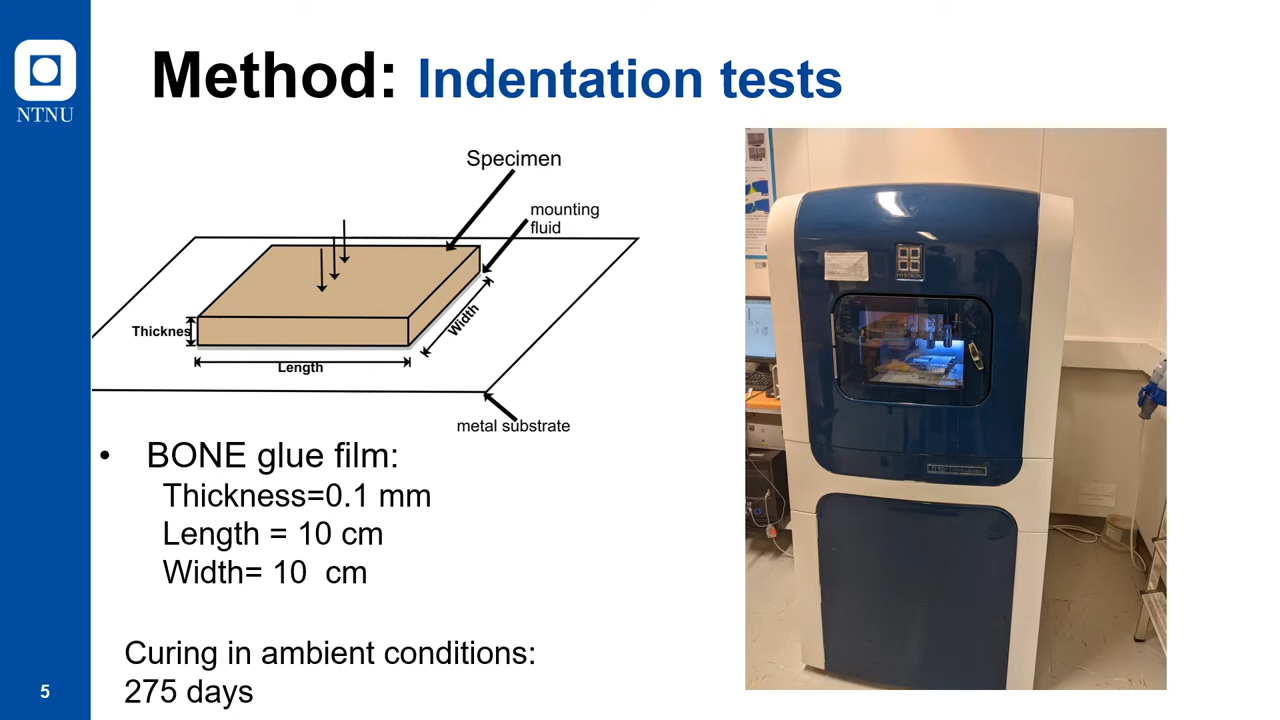 NTNU
Method: Indentation tests
Specimen
mounting
fluid
Thicknes
Width
Length
metal substrate
• BONE glue film:
Thickness=0.1 mm
Length = 10 cm
Width= 10 cm
Curing in ambient conditions:
275 days
5
HYSITRON